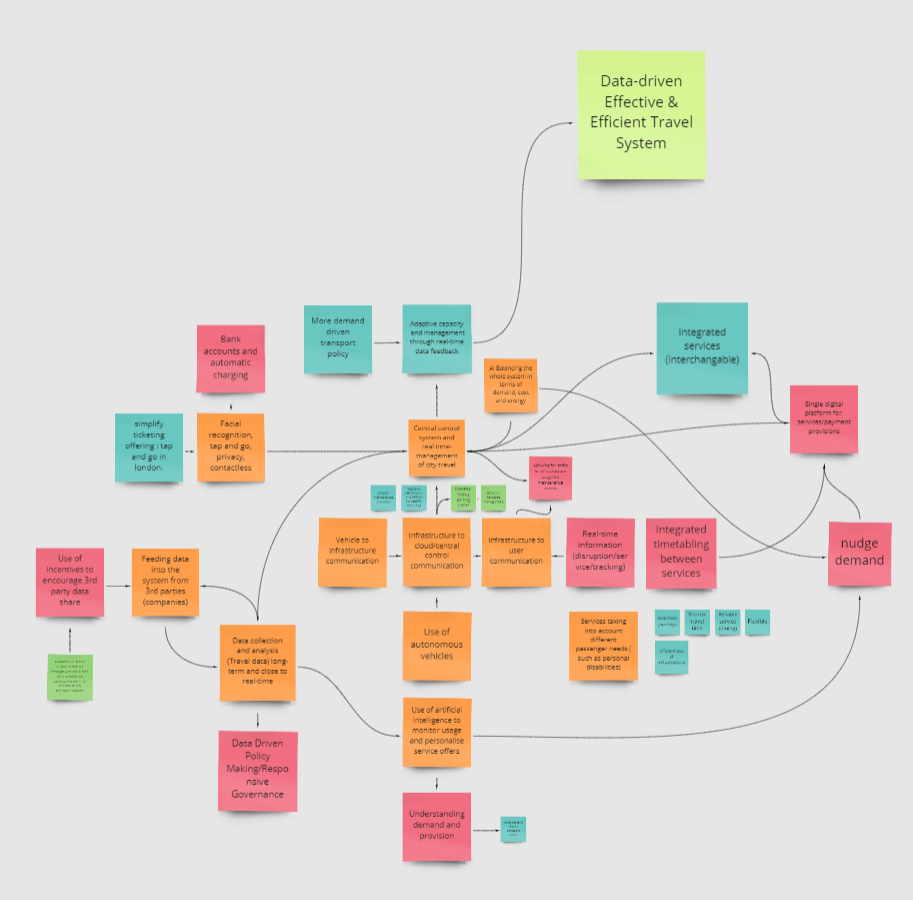 Data-driven
Effective &
Efficient Travel
System
More demand
driven
transport
policy
Adaptive capacity
and management
through real-time
data feedback
Integrated
services
(interchangable)
Bank
accounts and
automatic
charging
AI Balancing the
whole system in
terms of
demand, cost
and energy
Single digital
platform for
services/payment
provisions
simplify
ticketing
offering : tap
and go in
london.
Facial
recognition,
tap and go,
privacy,
contactless
Central control
system and
real time-
management
of city travel
Vehicle to
infrastructure
communication
Infrastructure to
cloud/central
control
communication
Infrastructure to
user
communication
Real-time
information
(disruption/ser
vice/tracking)
Integrated
timetabling
between
services
nudge
demand
Use of
incentives to
encourage 3rd
party data
share
Feeding data
into the
system from
3rd parties
(companies)
Use of
autonomous
vehicles
Services taking
into account
different
passenger needs (
such as personal
disabilities)
travel
time
Reliable
service
(timing)
Flexible
Data collection
and analysis
(Travel data) long-
term and close to
real-time
Use of artificial
intelligence to
monitor usage
and personalise
service offers
Data Driven
Policy
Making/Respo
nsive
Governance
Understanding
demand and
provision